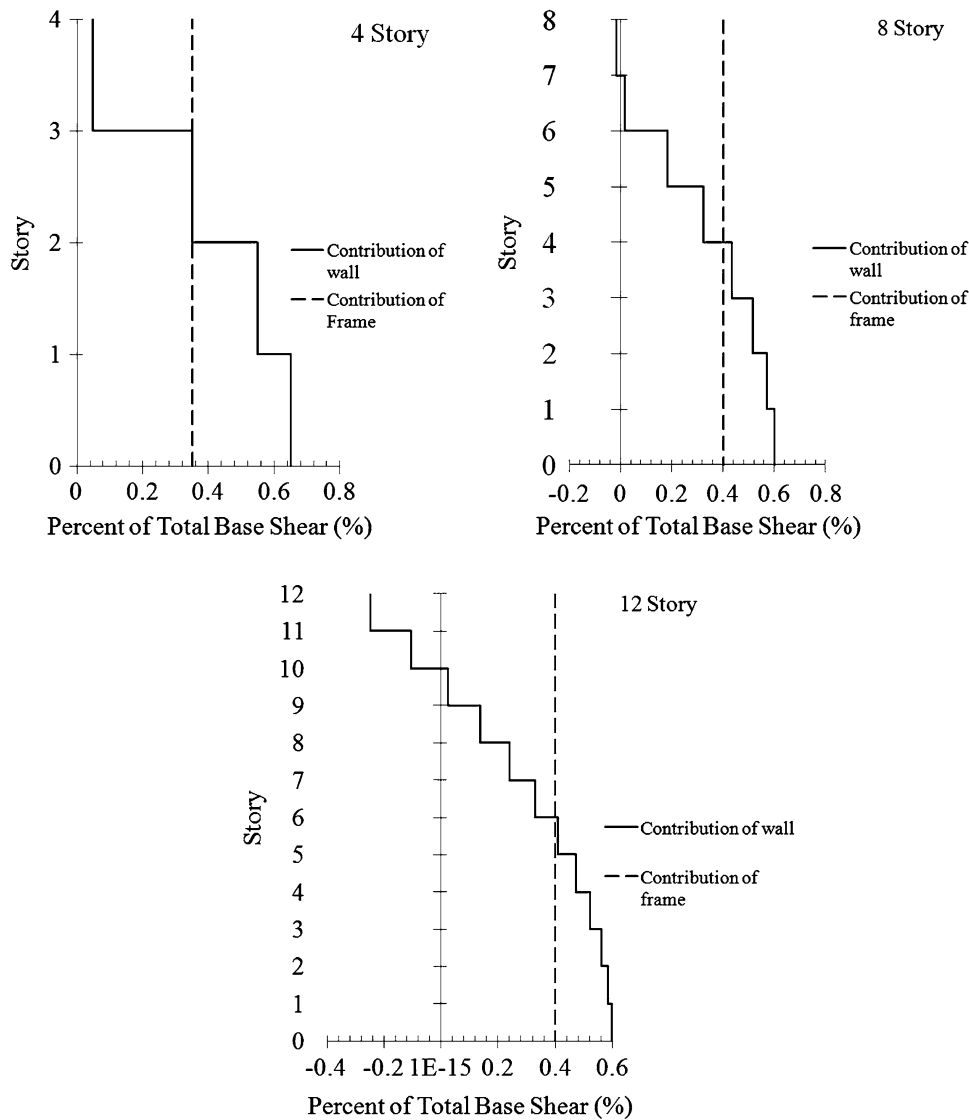 4 Story
4
3
2
1
0
Story
Contribution of
wall
Contribution of
Frame
0 0.2 0.4 0.6 0.8
Percent of Total Base Shear (%)
8 Story
8
7
6
5
4
3
2
1
0
Story
Contribution of
wall
Contribution of
frame
-0.2 0 0.2 0.4 0.6 0.8
Percent of Total Base Shear (%)
12 Story
12
11
10
9
8
7
6
5
4
3
2
1
0
Story
Contribution of wall
Contribution of
frame
-0.4 -0.2 1E-15 0.2 0.4 0.6
Percent of Total Base Shear (%)